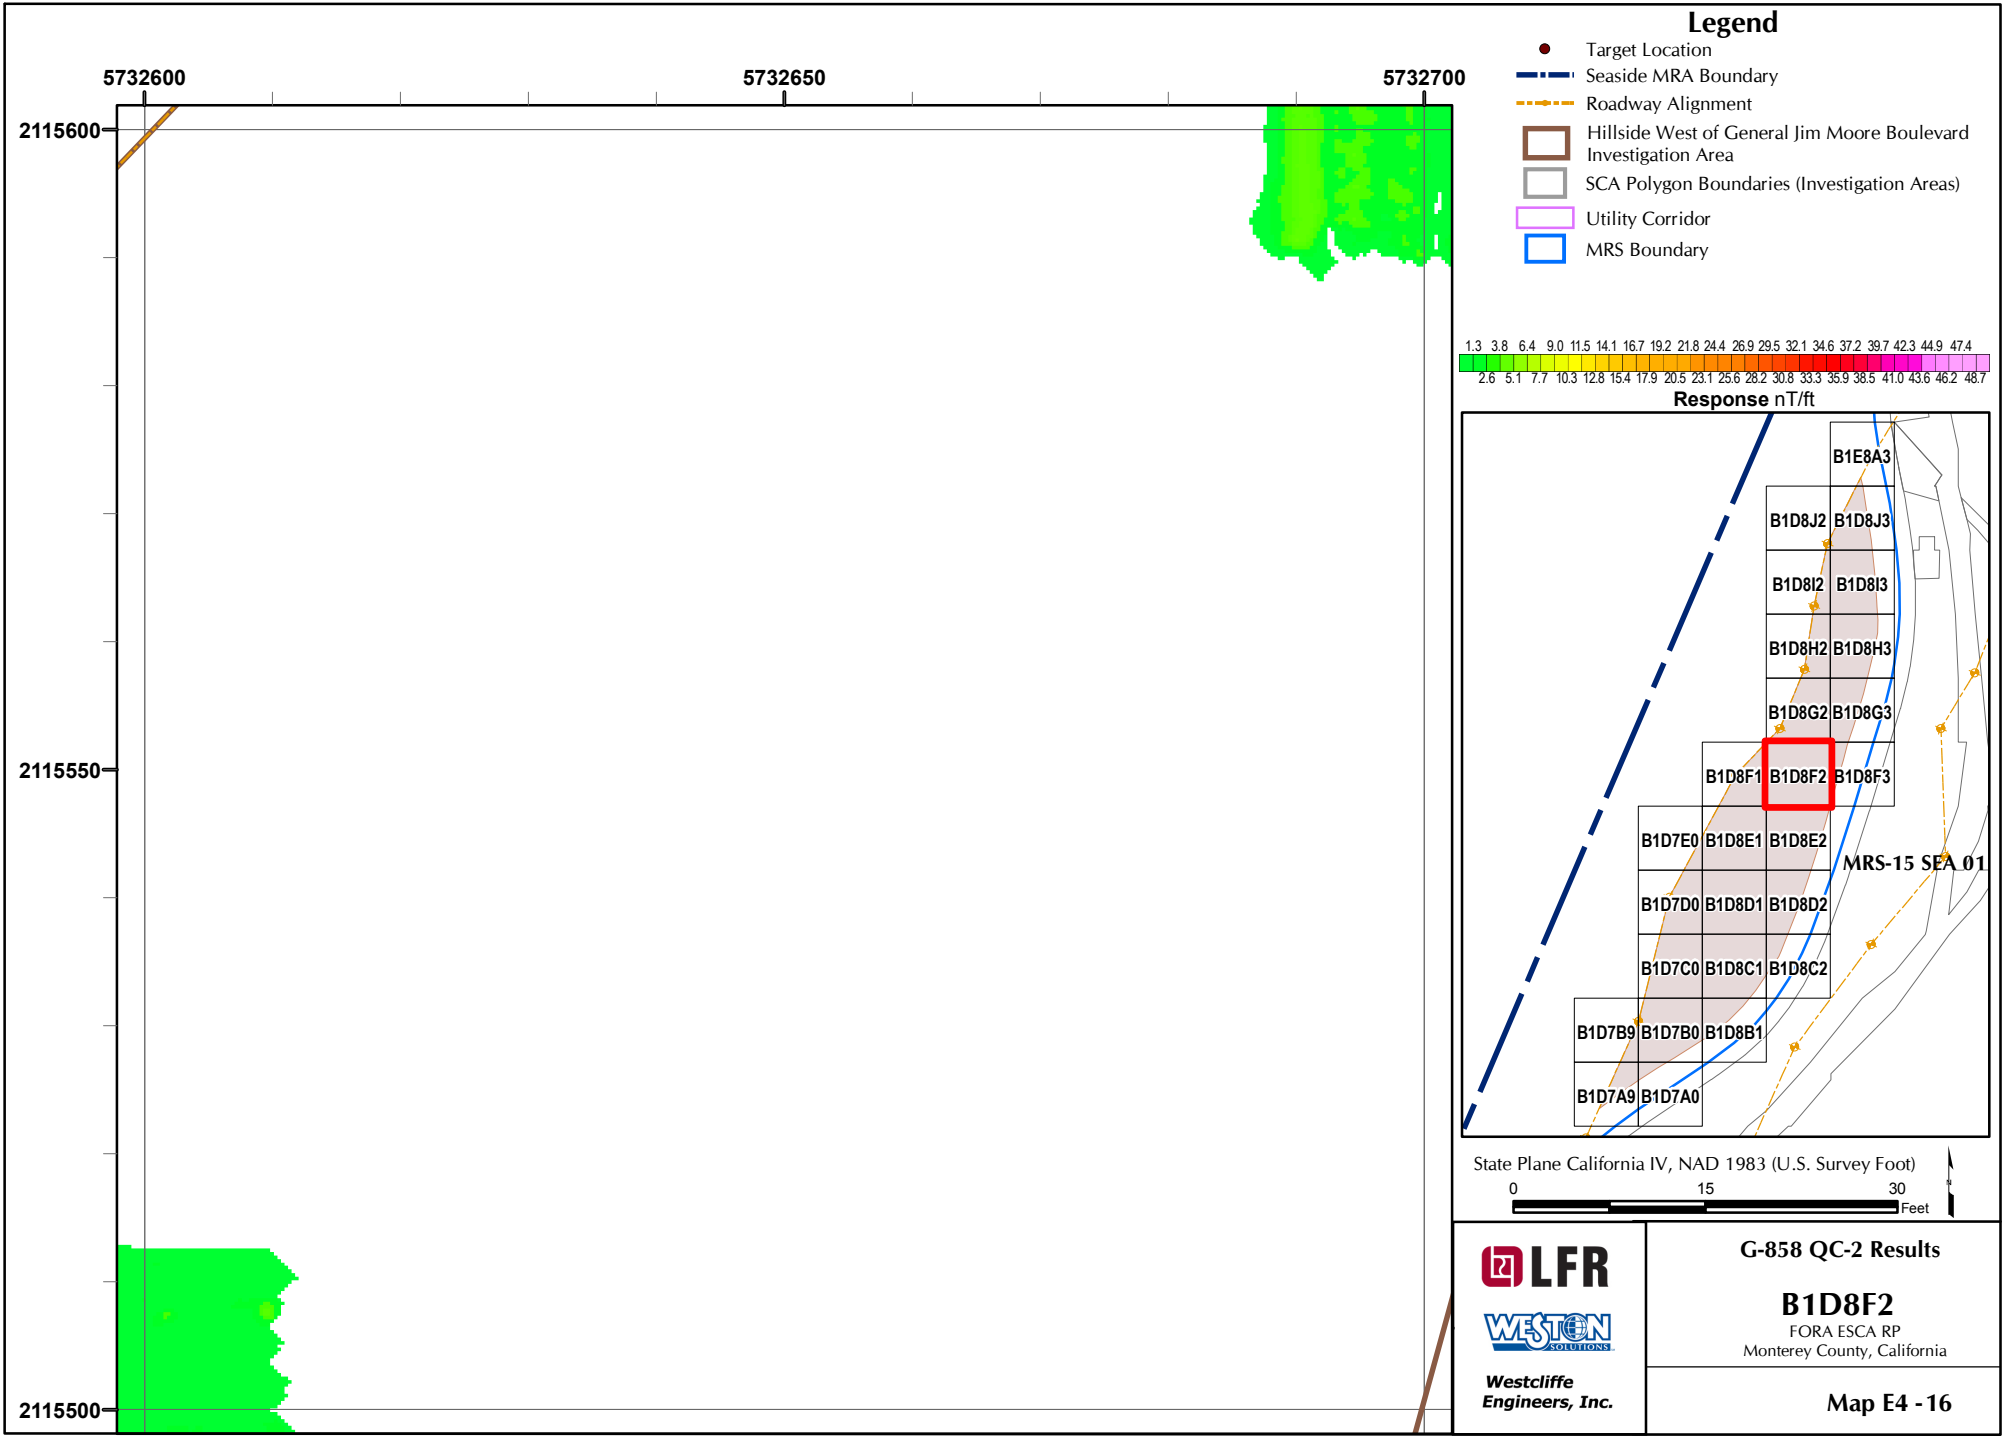 Legend
Target Location
Seaside MRA Boundary
Roadway Alignment
Hillside West of General Jim Moore Boulevard
Investigation Area
SCA Polygon Boundaries (Investigation Areas)
Utility Corridor
MRS Boundary
5732600 5732650 5732700
2115600
2115550
2115500
1.3 3.8 6.4 9.0 11.5 14.1 16.7 19.2 21.8 24.4 26.9 29.5 32.1 34.6 37.2 39.7 42.3 44.9 47.4
2.6 5.1 7.7 10.3 12.8 15.4 17.9 20.5 23.1 25.6 28.2 30.8 33.3 35.9 38.5 41.0 43.6 46.2 48.7
Response nT/ft
B1E8A3
B1D8J2 B1D8J3
B1D8I2 B1D8I3
B1D8H2 B1D8H3
B1D8G2 B1D8G3
B1D8F1 B1D8F2 B1D8F3
B1D7E0 B1D8E1 B1D8E2
MRS-15 SEA 01
B1D7D0 B1D8D1 B1D8D2
B1D7C0 B1D8C1 B1D8C2
B1D7B9 B1D7B0 B1D8B1
B1D7A9 B1D7A0
State Plane California IV, NAD 1983 (U.S. Survey Foot)
0 15 30
Feet
N
LFR
WESTON
SOLUTIONS
Westcliffe
Engineers, Inc.
G-858 QC-2 Results
B1D8F2
FORA ESCA RP
Monterey County, California
Map E4 -16